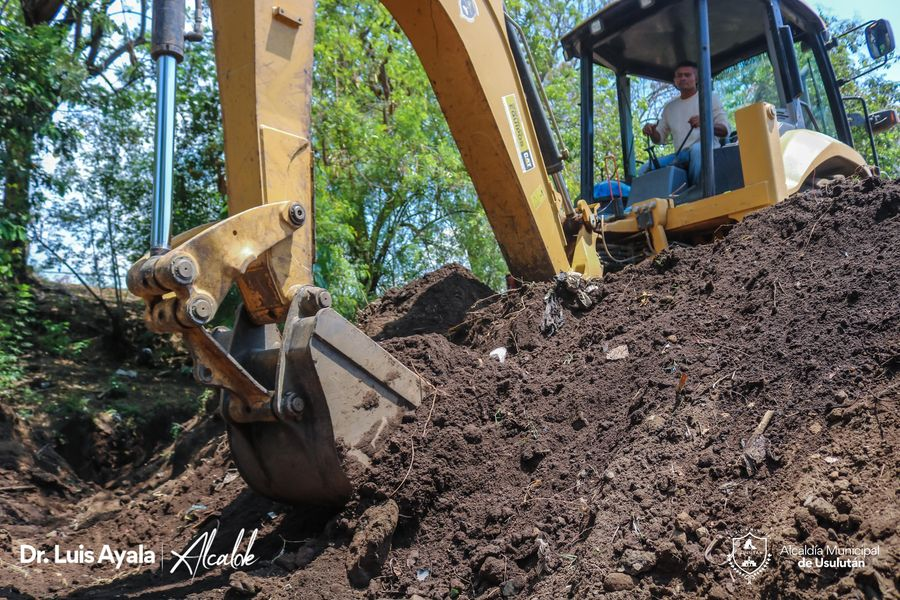 Dr. Luis Ayala | Alcalde
Alcaldía Municipal
de Usulután